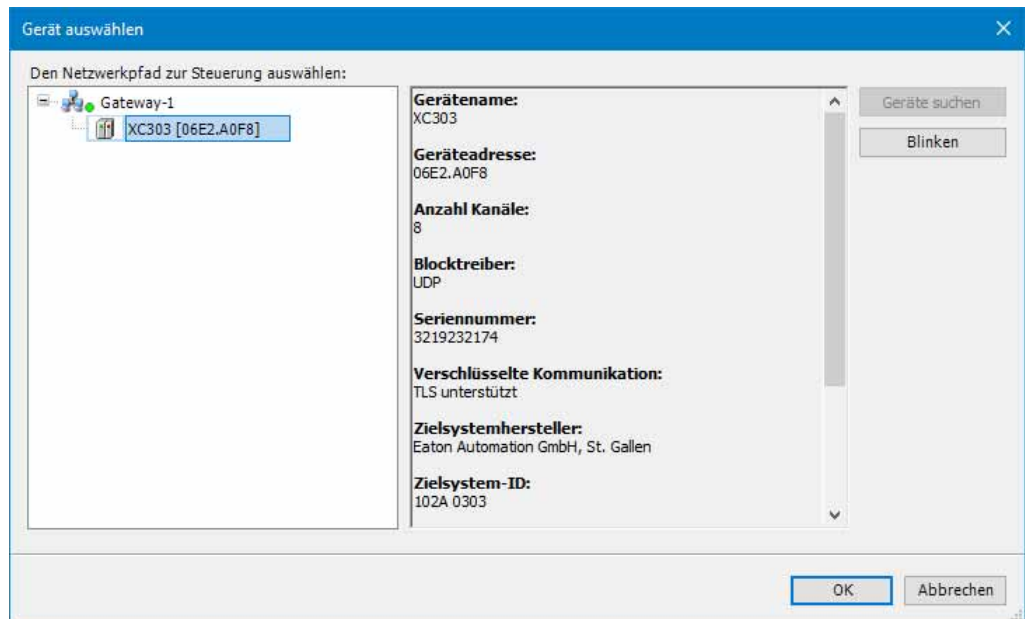 Gerät auswählen
Den Netzwerkpfad zur Steuerung auswählen:
Gateway-1
XC303 [06E2.A0F8]
Gerätename:
XC303
Geräteadresse:
06E2.A0F8
Anzahl Kanäle:
8
Blocktreiber:
UDP
Seriennummer:
3219232174
Verschlüsselte Kommunikation:
TLS unterstützt
Zielsystemhersteller:
Eaton Automation GmbH, St. Gallen
Zielsystem-ID:
102A 0303
Geräte suchen
Blinken
OK
Abbrechen